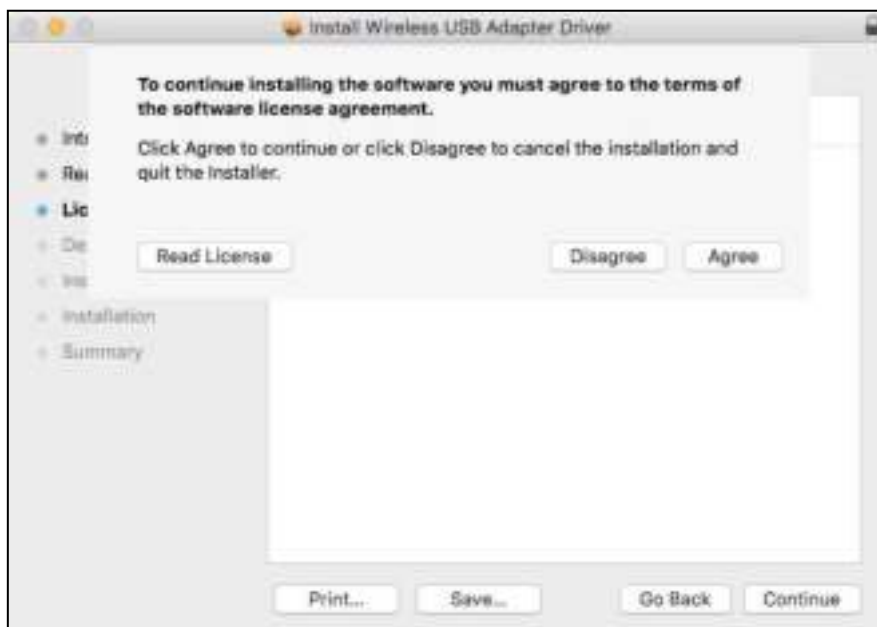 Install Wireless USB Adapter Driver
To continue installing the software you must agree to the terms of
the software license agreement.
Click Agree to continue or click Disagree to cancel the installation and
quit the Installer.
Read License
Disagree
Agree
Lic
De
Installation
Summary
Print...
Save...
Go Back
Continue